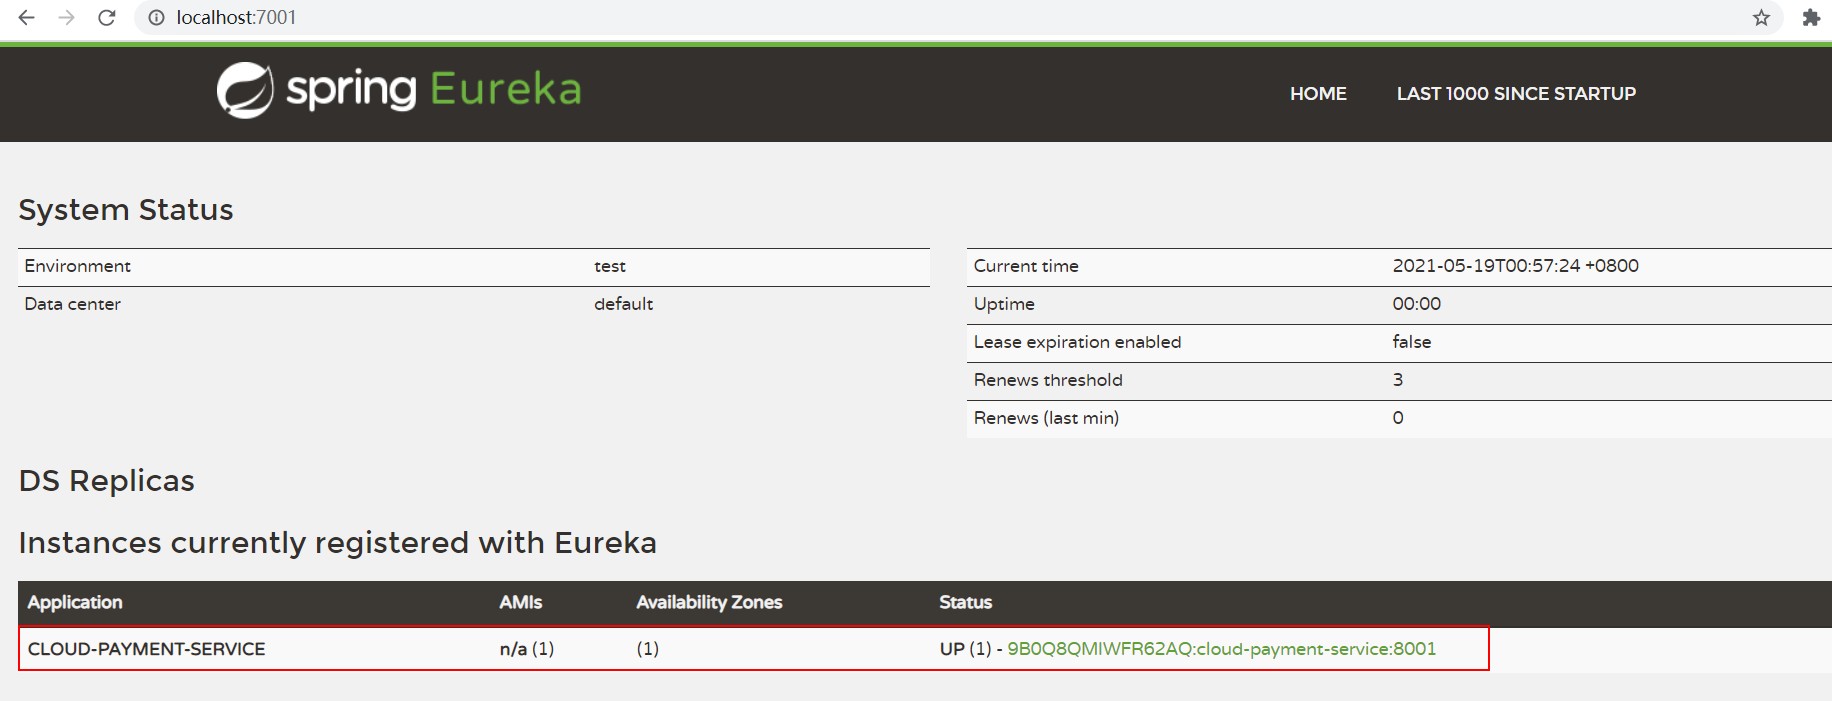 localhost:7001
spring Eureka
HOME LAST 1000 SINCE STARTUP
System Status
Environment test
Data center default
Current time 2021-05-19T00:57:24 +0800
Uptime 00:00
Lease expiration enabled false
Renews threshold 3
Renews (last min) 0
DS Replicas
Instances currently registered with Eureka
Application AMIs Availability Zones Status
CLOUD-PAYMENT-SERVICE n/a (1) (1) UP (1) - 9B0Q8QMIWFR62AQ:cloud-payment-service:8001